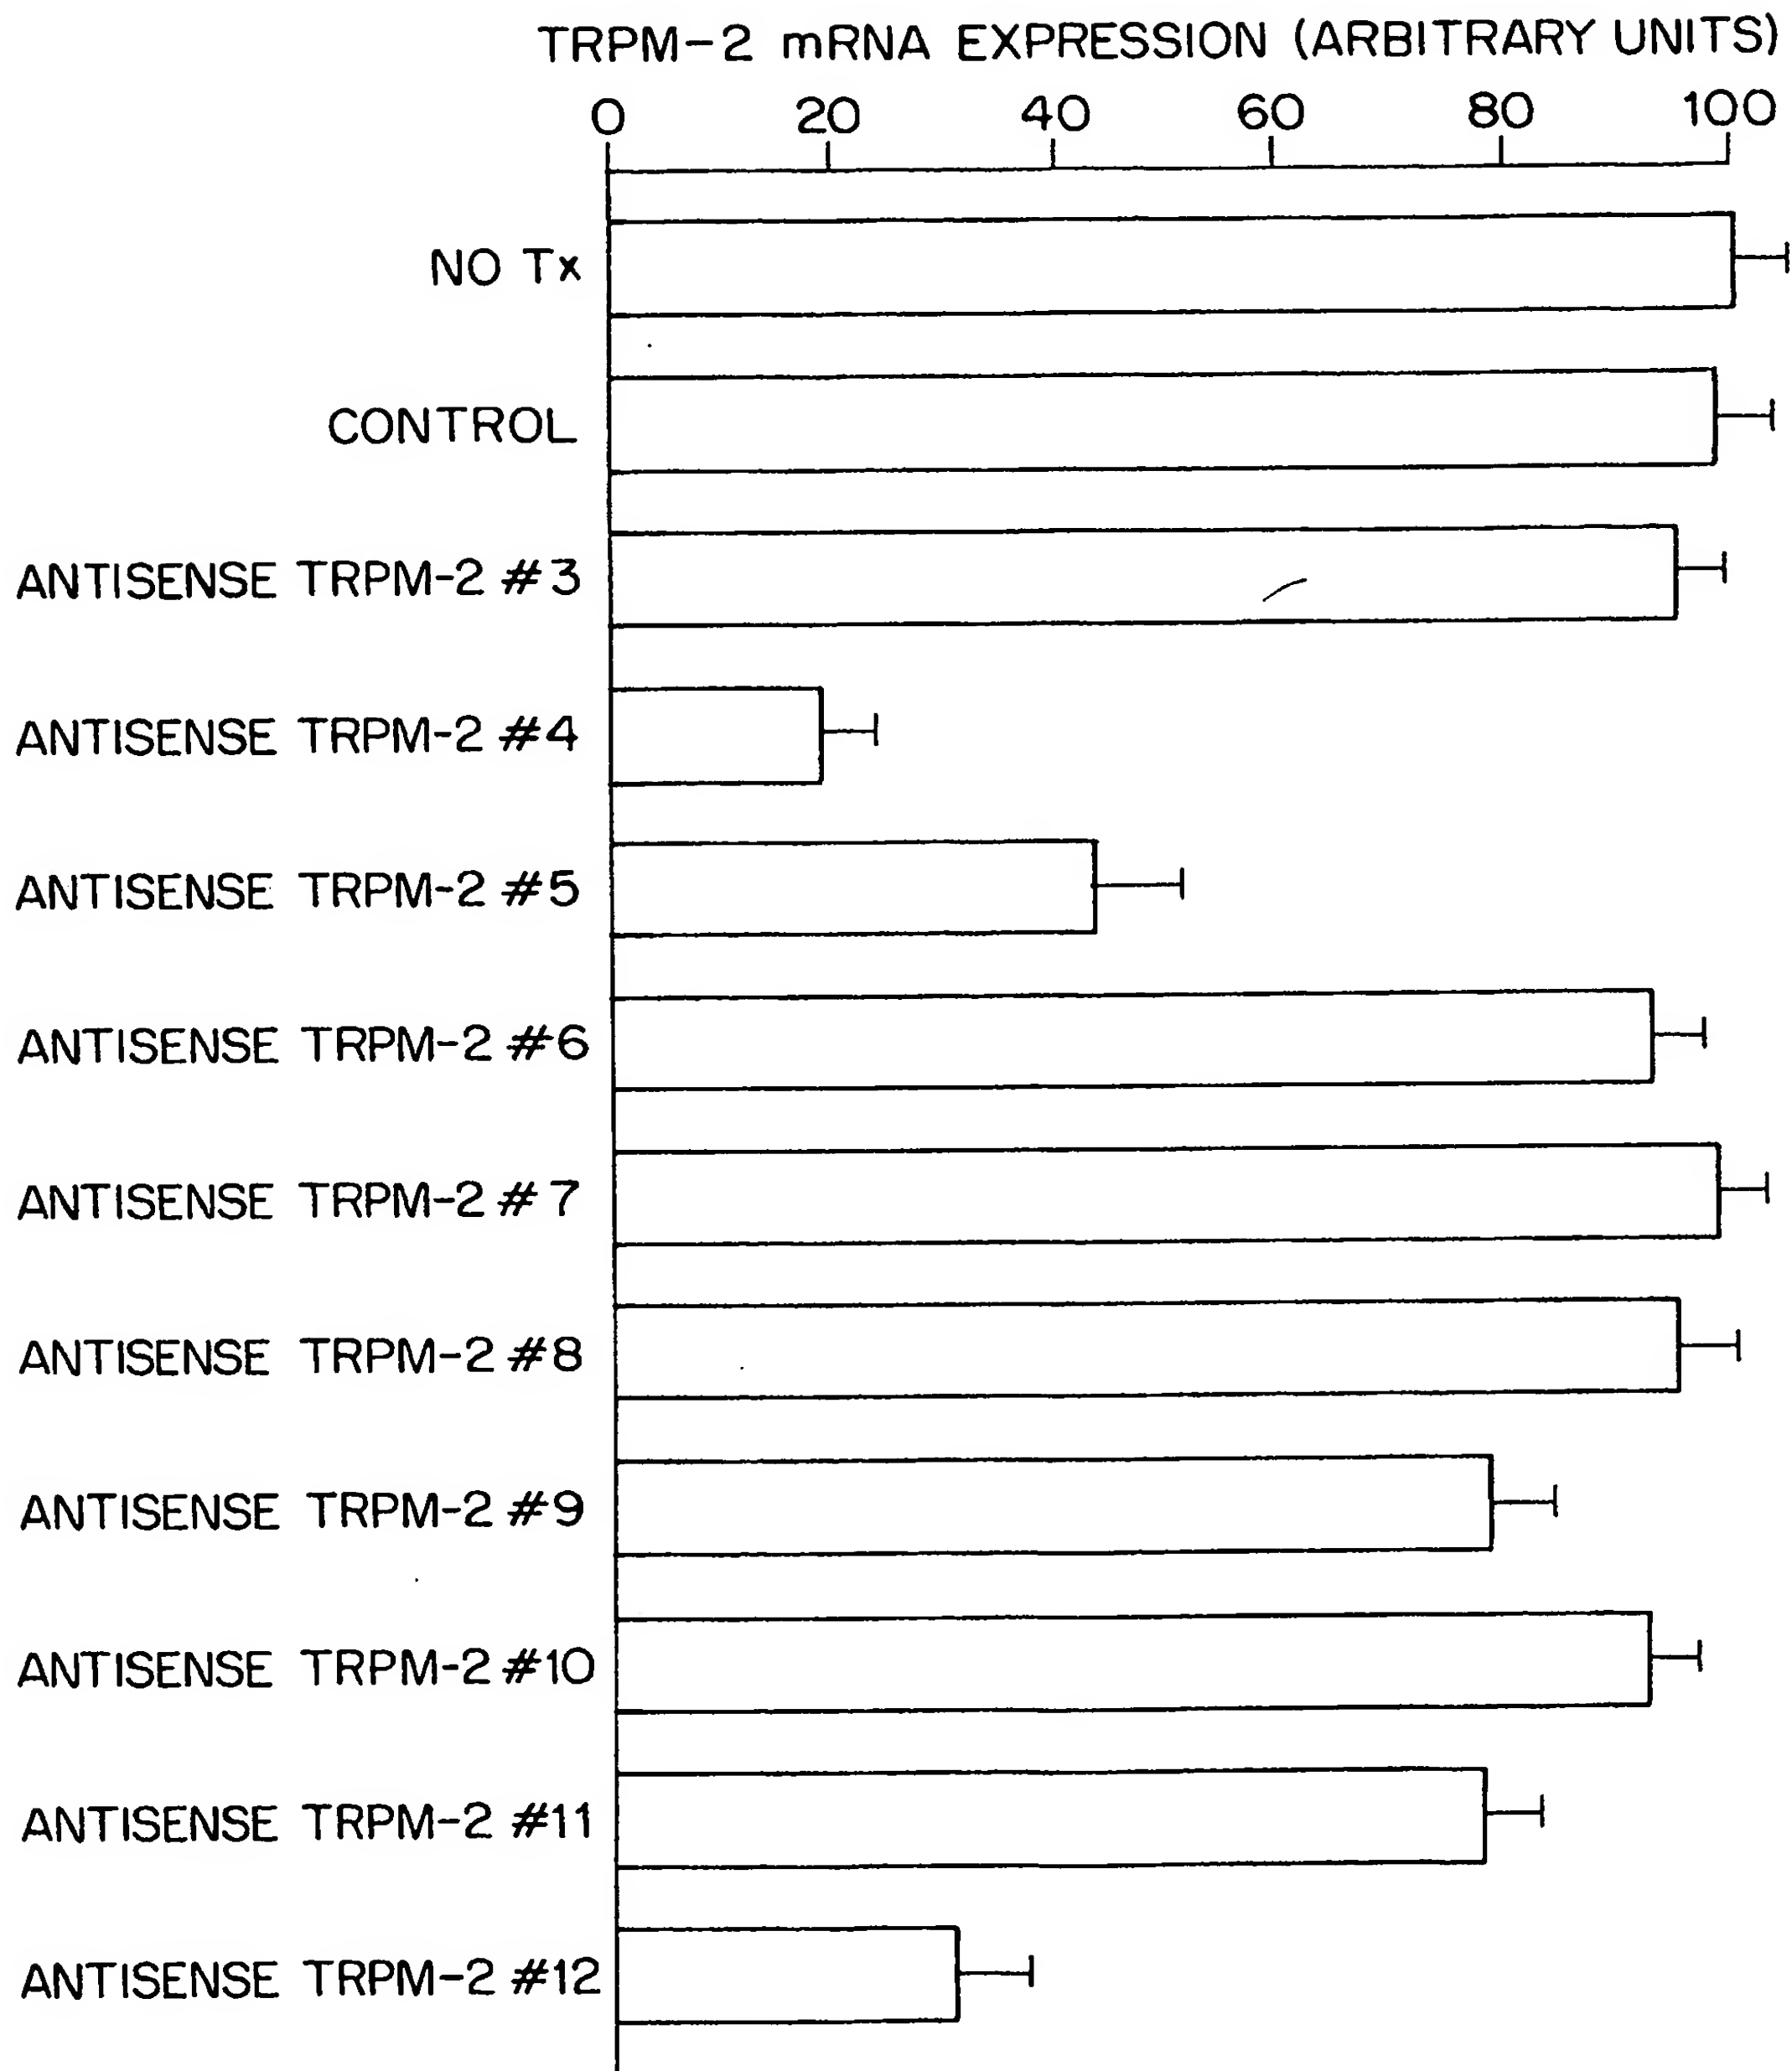 TRPM-2 mRNA EXPRESSION (ARBITRARY UNITS)
0 20 40 60 80 100
NO Tx
CONTROL
ANTISENSE TRPM-2 #3
ANTISENSE TRPM-2 #4
ANTISENSE TRPM-2 #5
ANTISENSE TRPM-2 #6
ANTISENSE TRPM-2 #7
ANTISENSE TRPM-2 #8
ANTISENSE TRPM-2 #9
ANTISENSE TRPM-2 #10
ANTISENSE TRPM-2 #11
ANTISENSE TRPM-2 #12